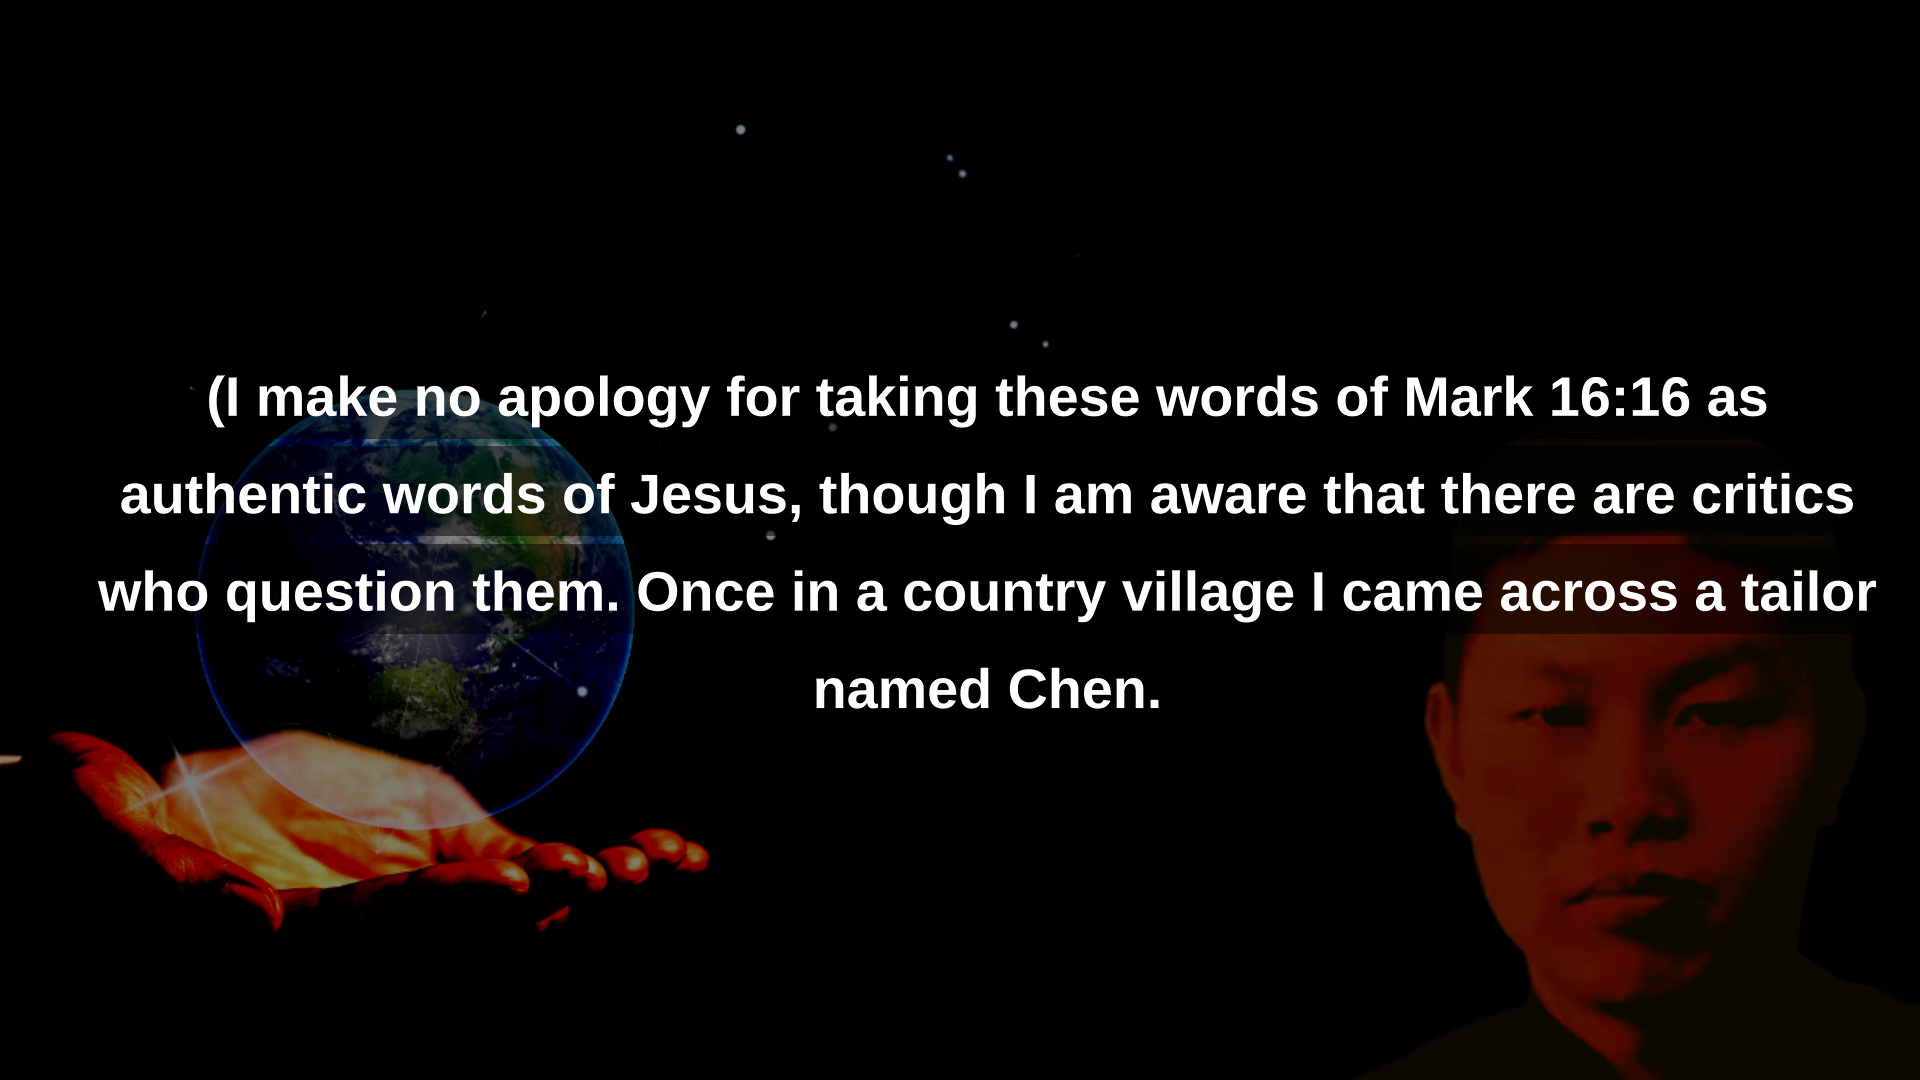 (I make no apology for taking these words of Mark 16:16 as
authentic words of Jesus, though I am aware that there are critics
who question them. Once in a country village I came across a tailor
named Chen.